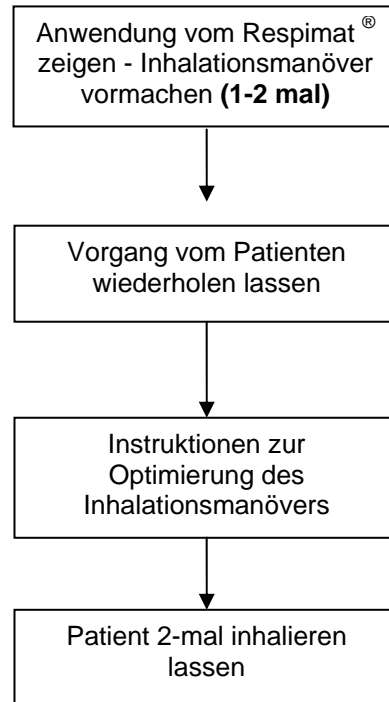 Anwendung vom Respimat ®
zeigen - Inhalationsmanöver
vormachen (1-2 mal)
Vorgang vom Patienten
wiederholen lassen
Instruktionen zur
Optimierung des
Inhalationsmanövers
Patient 2-mal inhalieren
lassen